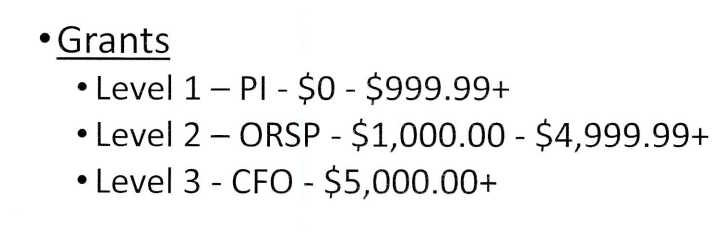 •Grants
• Level 1 – PI - $0 - $999.99+
• Level 2 – ORSP - $1,000.00 - $4,999.99+
• Level 3 - CFO - $5,000.00+